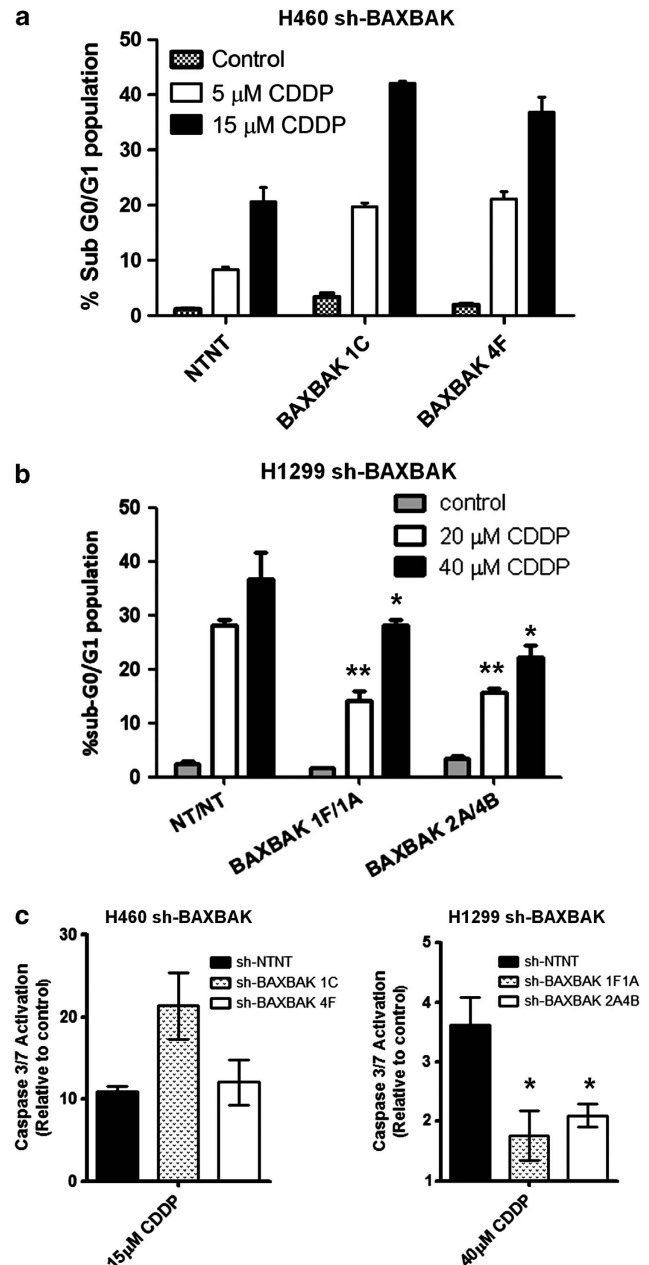 a
H460 sh-BAXBAK
% Sub G0/G1 population
50
40
30
20
10
0
Control
5 µM CDDP
15 µM CDDP
NTNT
BAXBAK 1C
BAXBAK 4F
b
H1299 sh-BAXBAK
%sub-G0/G1 population
50
40
30
20
10
0
control
20 µM CDDP
40 µM CDDP
**
*
**
*
NT/NT
BAXBAK 1F/1A
BAXBAK 2A/4B
c
H460 sh-BAXBAK
Caspase 3/7 Activation
(Relative to control)
30
20
10
0
sh-NTNT
sh-BAXBAK 1C
sh-BAXBAK 4F
15µM CDDP
H1299 sh-BAXBAK
Caspase 3/7 Activation
(Relative to control)
5
4
3
2
1
sh-NTNT
sh-BAXBAK 1F1A
sh-BAXBAK 2A4B
*
*
40µM CDDP